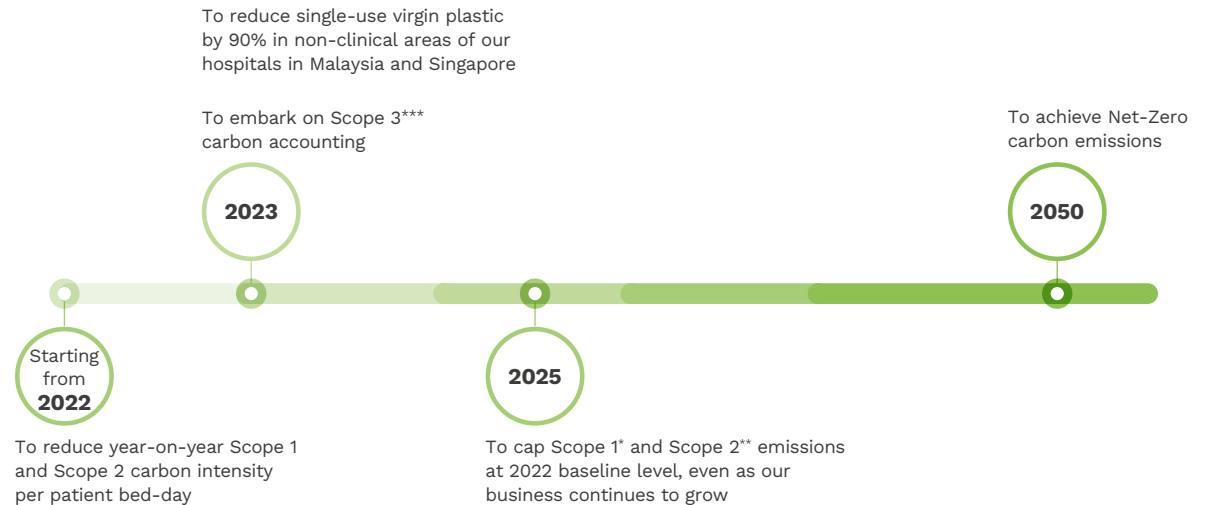 To reduce single-use virgin plastic
by 90% in non-clinical areas of our
hospitals in Malaysia and Singapore
To embark on Scope 3***
carbon accounting
2023
To achieve Net-Zero
carbon emissions
2050
Starting
from
2022
To reduce year-on-year Scope 1
and Scope 2 carbon intensity
per patient bed-day
2025
To cap Scope 1* and Scope 2** emissions
at 2022 baseline level, even as our
business continues to grow